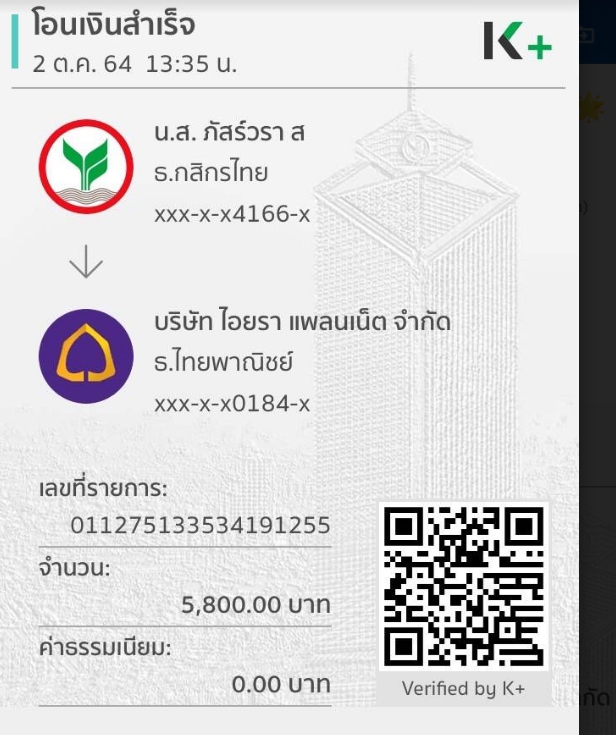 โอนเงินสำเร็จ
2 ต.ค. 64 13:35 น.
K+
น.ส. ภัสร์วรา ส
ธ.กสิกรไทย
xxx-x-x4166-x
บริษัท ไอยรา แพลนเน็ต จำกัด
ธ.ไทยพาณิชย์
xxx-x-x0184-x
เลขที่รายการ:
011275133534191255
จำนวน:
5,800.00 บาท
ค่าธรรมเนียม:
0.00 บาท
Verified by K+